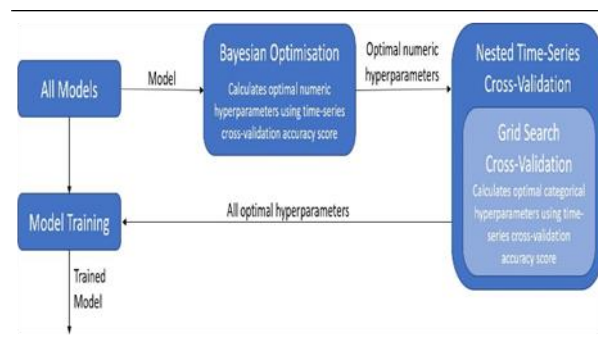 All Models
Model
Bayesian Optimisation
Calculates optimal numeric
hyperparameters using time-series
cross-validation accuracy score
Optimal numeric
hyperparameters
Nested Time-Series
Cross-Validation
Grid Search
Cross-Validation
Calculates optimal categorical
hyperparameters using time-
series cross-validation
accuracy score
All optimal hyperparameters
Model Training
Trained
Model